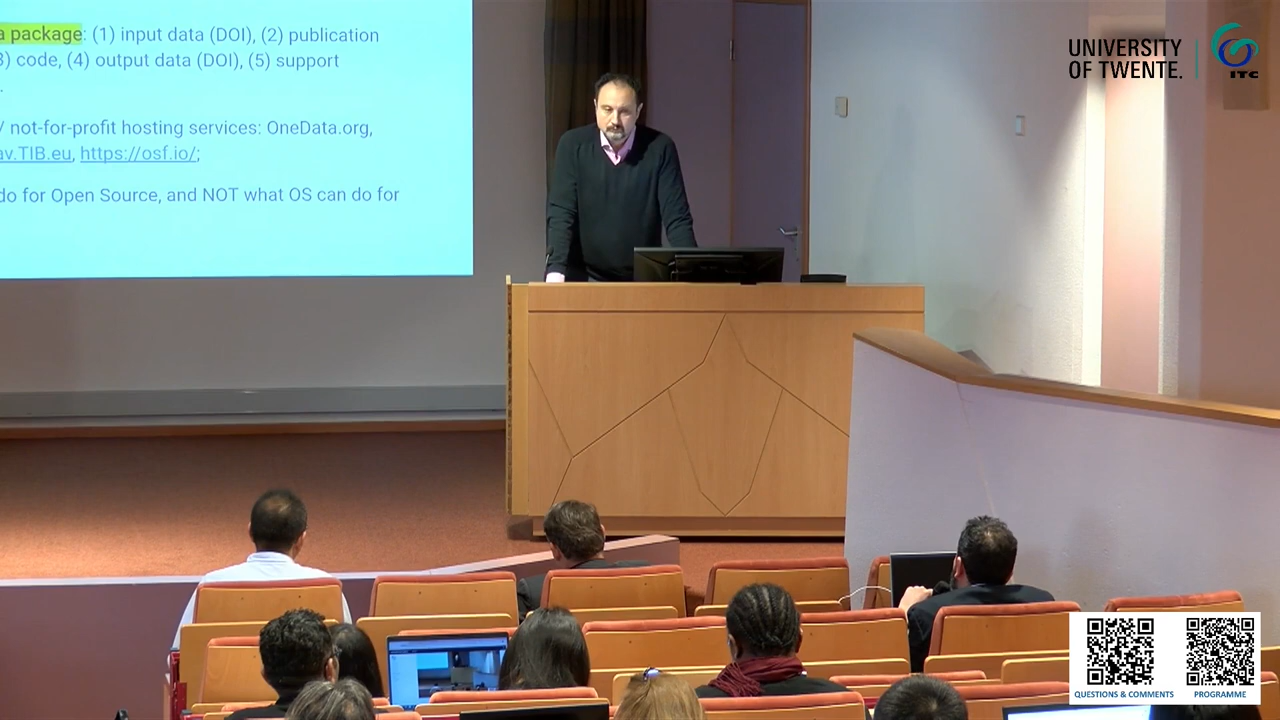 a package: (1) input data (DOI), (2) publication
3) code, (4) output data (DOI), (5) support
.
/ not-for-profit hosting services: OneData.org,
av.TIB.eu, https://osf.io/;
do for Open Source, and NOT what OS can do for
UNIVERSITY
OF TWENTE.
ITC
QUESTIONS & COMMENTS
PROGRAMME